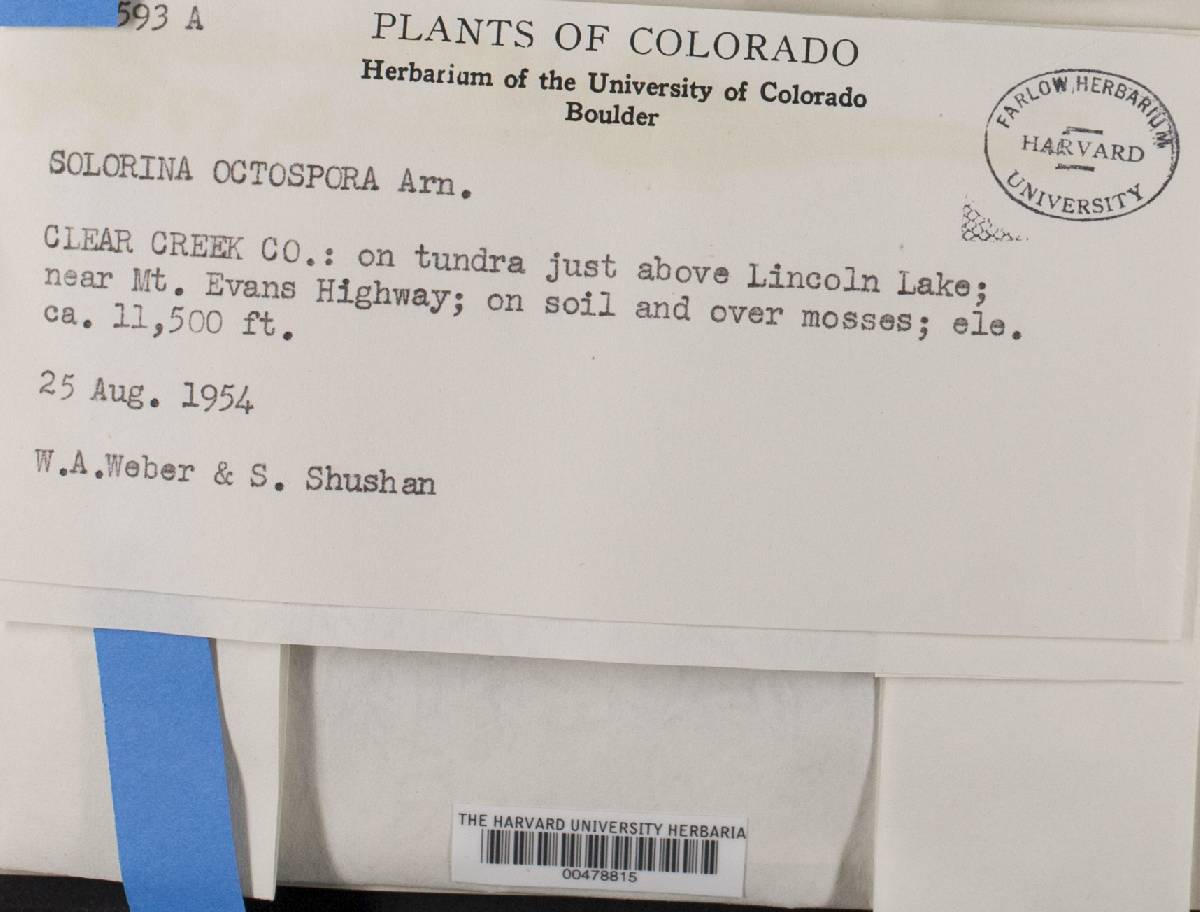 593 A
PLANTS OF COLORADO
Herbarium of the University of Colorado
Boulder
FARLOW HERBARIUM
HARVARD
UNIVERSITY
SOLORINA OCTOSPORA Arn.
CLEAR CREEK CO.: on tundra just above Lincoln Lake;
near Mt. Evans Highway; on soil and over mosses; ele.
ca. 11,500 ft.
25 Aug. 1954
W.A.Weber & S. Shushan
THE HARVARD UNIVERSITY HERBARIA
00478815